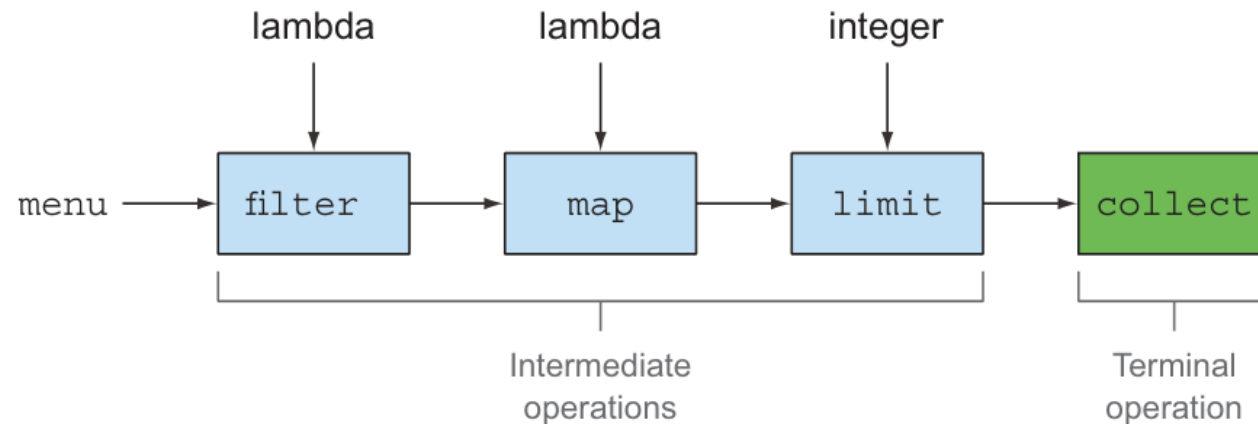 lambda
lambda
integer
menu
filter
map
limit
collect
Intermediate
operations
Terminal
operation